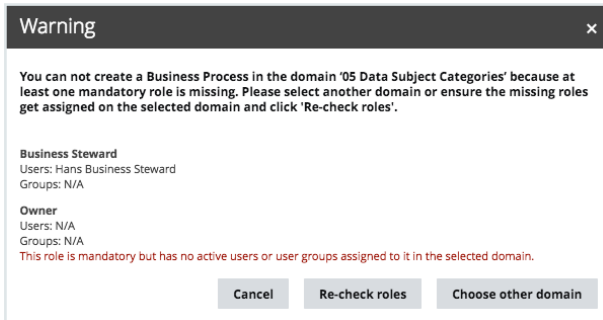 Warning
×
You can not create a Business Process in the domain ‘05 Data Subject Categories’ because at
least one mandatory role is missing. Please select another domain or ensure the missing roles
get assigned on the selected domain and click 'Re-check roles'.
Business Steward
Users: Hans Business Steward
Groups: N/A
Owner
Users: N/A
Groups: N/A
This role is mandatory but has no active users or user groups assigned to it in the selected domain.
Cancel
Re-check roles
Choose other domain